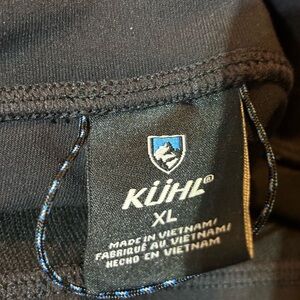 KÜHL®
XL
MADE IN VIETNAM/
FABRIQUÉ AU VIETNAM/
HECHO EN VIETNAM